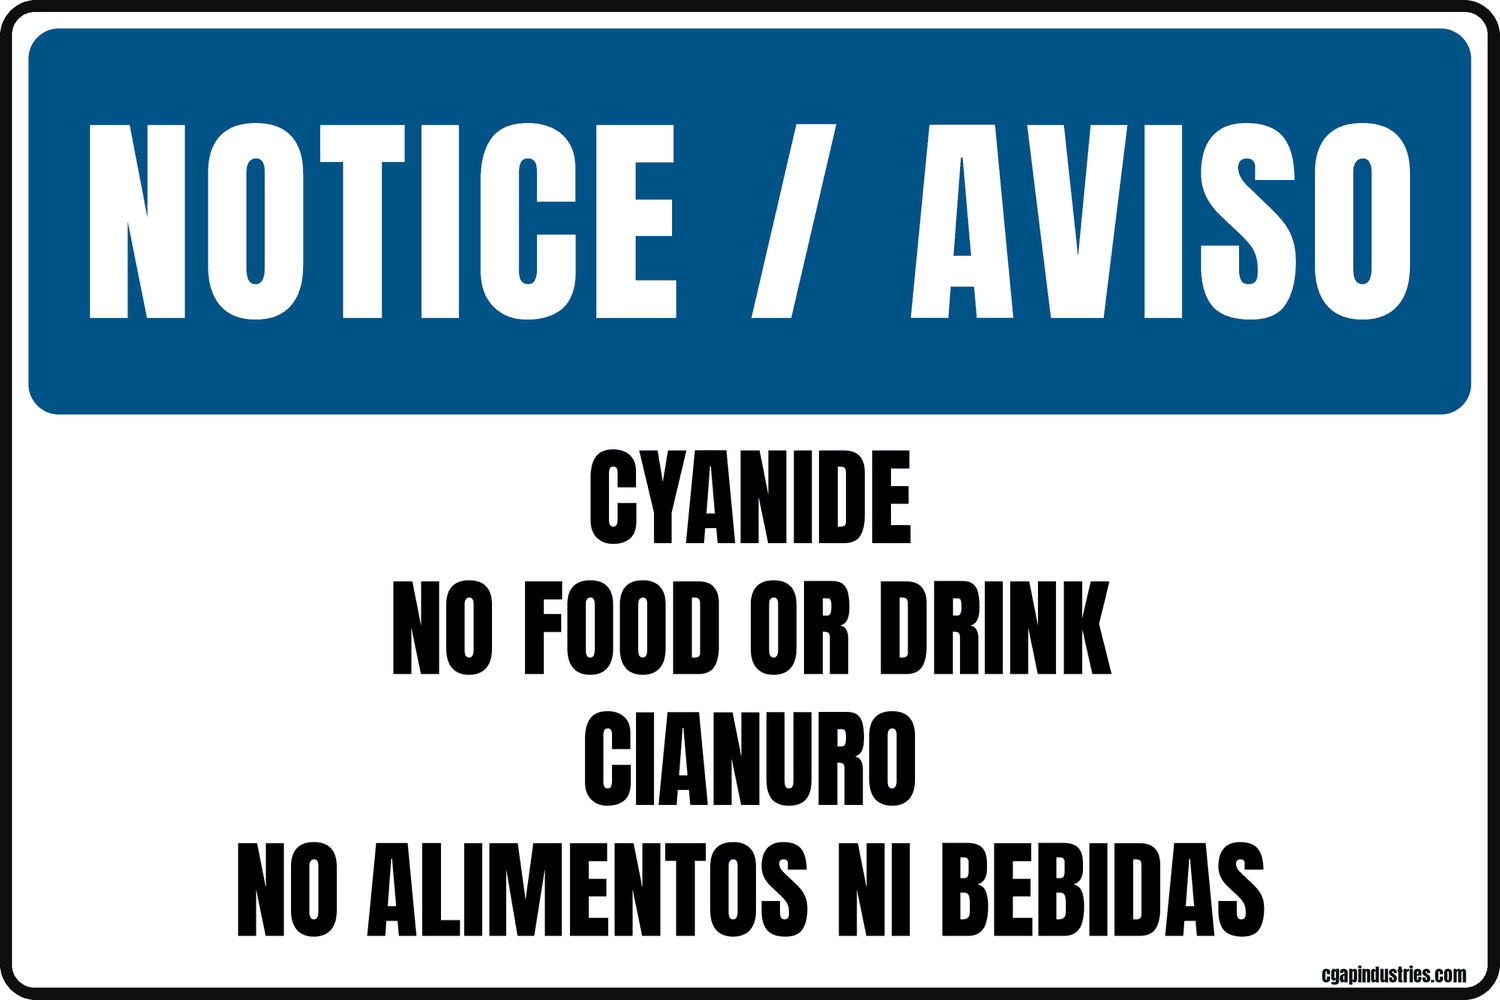 NOTICE / AVISO
CYANIDE
NO FOOD OR DRINK
CIANURO
NO ALIMENTOS NI BEBIDAS
cgapindustries.com